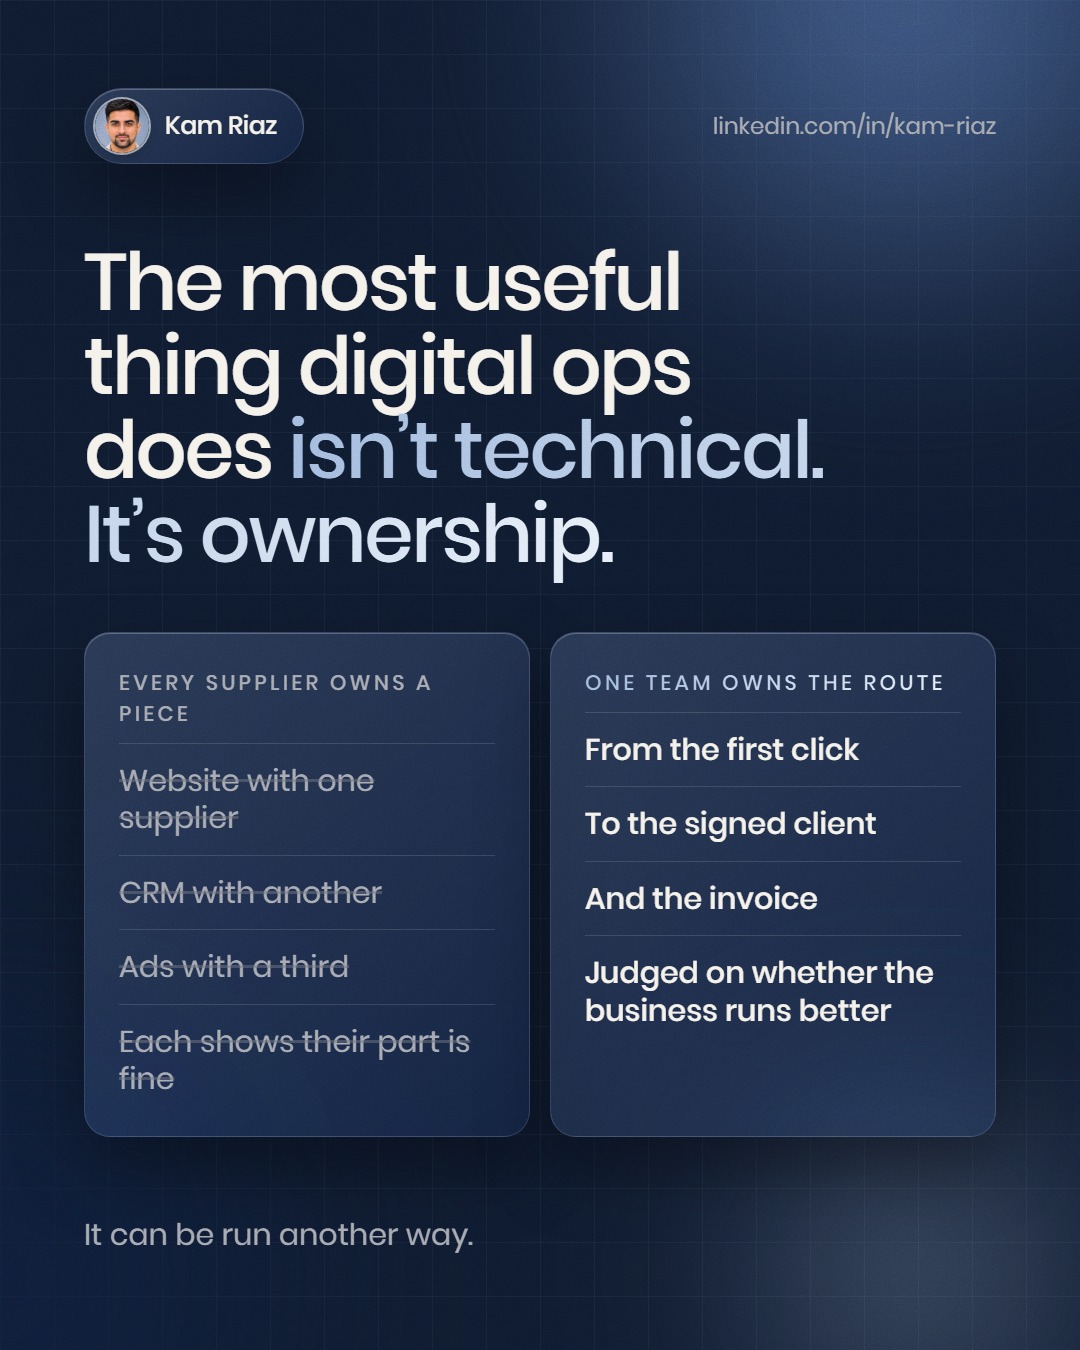 Kam Riaz
linkedin.com/in/kam-riaz
The most useful
thing digital ops
does isn’t technical.
It’s ownership.
EVERY SUPPLIER OWNS A
PIECE
Website with one
supplier
CRM with another
Ads with a third
Each shows their part is
fine
ONE TEAM OWNS THE ROUTE
From the first click
To the signed client
And the invoice
Judged on whether the
business runs better
It can be run another way.